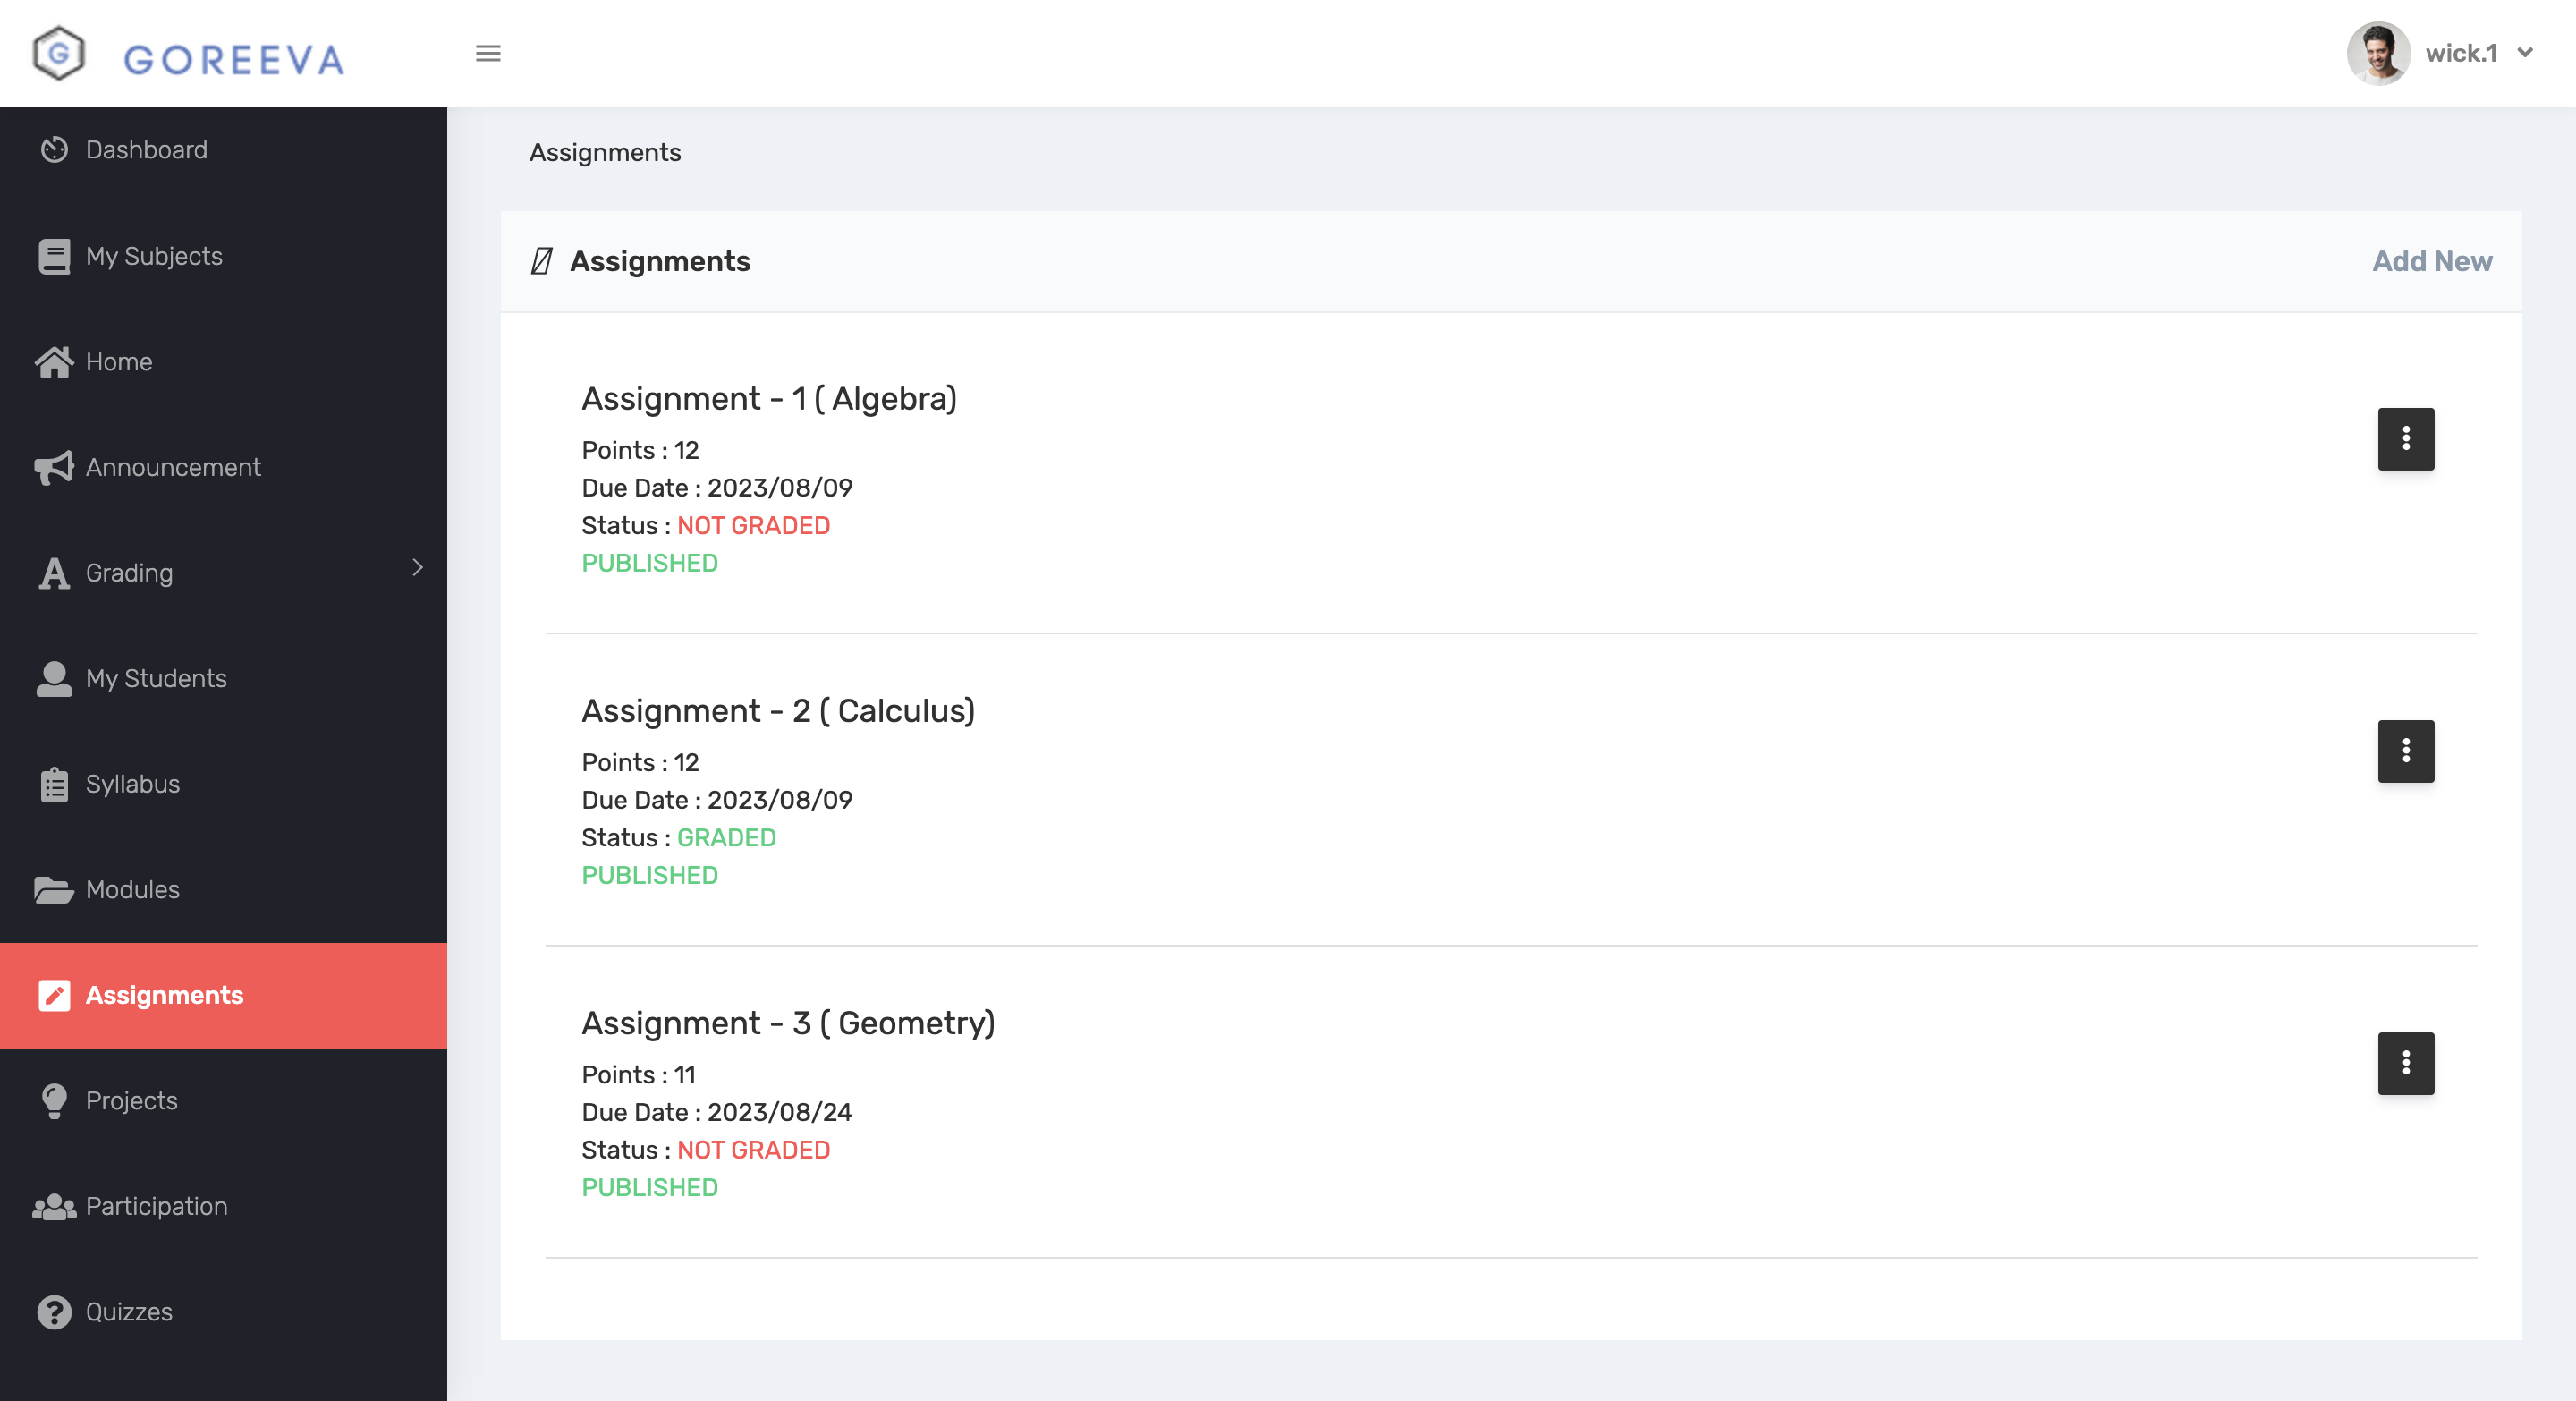 G GOREEVA
wick.1
Dashboard
My Subjects
Home
Announcement
Grading
My Students
Syllabus
Modules
Assignments
Projects
Participation
Quizzes
Assignments
Assignments
Add New
Assignment - 1 ( Algebra)
Points : 12
Due Date : 2023/08/09
Status : NOT GRADED
PUBLISHED
Assignment - 2 ( Calculus)
Points : 12
Due Date : 2023/08/09
Status : GRADED
PUBLISHED
Assignment - 3 ( Geometry)
Points : 11
Due Date : 2023/08/24
Status : NOT GRADED
PUBLISHED